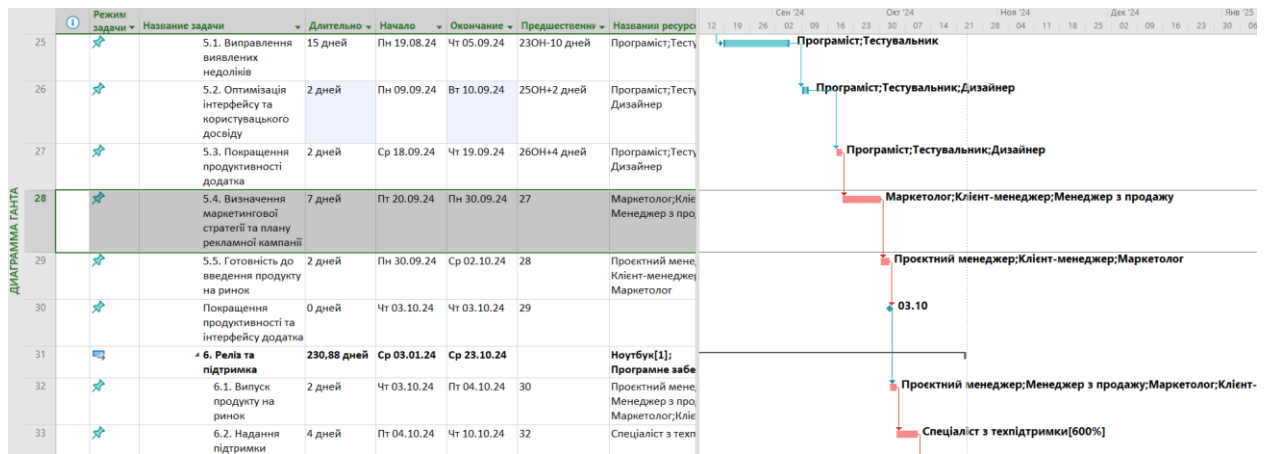 Режим задачи Название задачи Длительно Начало Окончание Предшественни Названия ресурс
Сен '24 Окт '24 Ноя '24 Дек '24 Янв '25
12 19 26 02 09 16 23 30 07 14 21 28 04 11 18 25 02 09 16 23 30 06
ДИАГРАММА ГАНТА
25 5.1. Виправлення 15 дней Пн 19.08.24 Чт 05.09.24 23ОН-10 дней Програміст;Тесту
виявлених
недоліків
Програміст;Тестувальник
26 5.2. Оптимізація 2 дней Пн 09.09.24 Вт 10.09.24 25ОН+2 дней Програміст;Тесту
інтерфейсу та Дизайнер
користувацького
досвіду
Програміст;Тестувальник;Дизайнер
27 5.3. Покращення 2 дней Ср 18.09.24 Чт 19.09.24 26ОН+4 дней Програміст;Тесту
продуктивності Дизайнер
додатка
Програміст;Тестувальник;Дизайнер
28 5.4. Визначення 7 дней Пт 20.09.24 Пн 30.09.24 27 Маркетолог;Кліє
маркетингової Менеджер з про
стратегії та плану
рекламної кампанії
Маркетолог;Клієнт-менеджер;Менеджер з продажу
29 5.5. Готовність до 2 дней Пн 30.09.24 Ср 02.10.24 28 Проєктний мене
введення продукту Клієнт-менеджер
на ринок Маркетолог
Проєктний менеджер;Клієнт-менеджер;Маркетолог
30 Покращення 0 дней Чт 03.10.24 Чт 03.10.24 29
продуктивності та
інтерфейсу додатка
03.10
31 6. Реліз та 230,88 дней Ср 03.01.24 Ср 23.10.24 Ноутбук[1];
підтримка Програмне забе
32 6.1. Випуск 2 дней Чт 03.10.24 Пт 04.10.24 30 Проєктний мене
продукту на Менеджер з про
ринок Маркетолог;Кліє
Проєктний менеджер;Менеджер з продажу;Маркетолог;Клієнт-
33 6.2. Надання 4 дней Пт 04.10.24 Чт 10.10.24 32 Спеціаліст з техп
підтримки
Спеціаліст з техпідтримки[600%]